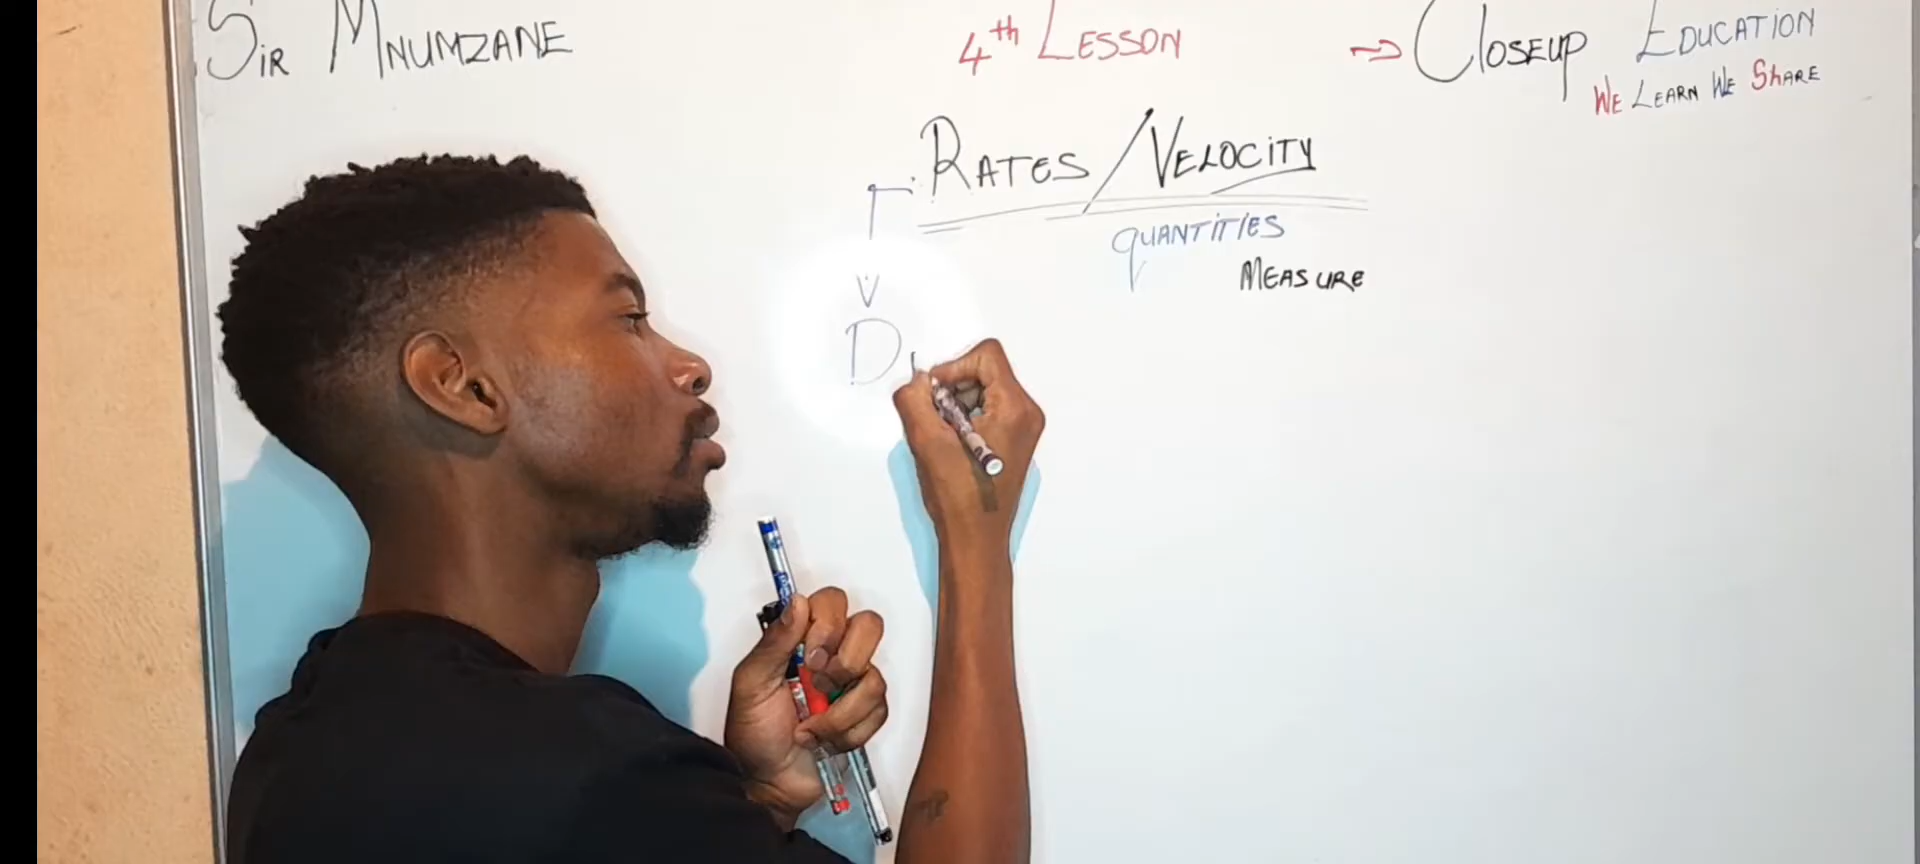 SIR MNUMZANE
4th LESSON
→ CLOSEUP EDUCATION
WE LEARN WE ShARE
RATES / VELOCITY
QUANTITIES
MEASURE
D